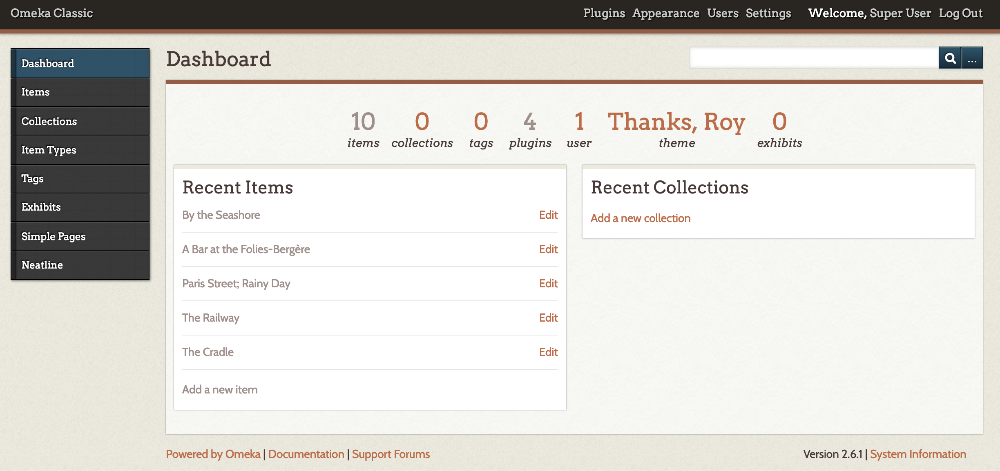 Omeka Classic
Plugins Appearance Users Settings Welcome, Super User Log Out
Dashboard
Items
Collections
Item Types
Tags
Exhibits
Simple Pages
Neatline
Dashboard
...
10 0 0 4 1 Thanks, Roy 0
items collections tags plugins user theme exhibits
Recent Items
By the Seashore Edit
A Bar at the Folies-Bergère Edit
Paris Street; Rainy Day Edit
The Railway Edit
The Cradle Edit
Add a new item
Recent Collections
Add a new collection
Powered by Omeka | Documentation | Support Forums
Version 2.6.1 | System Information